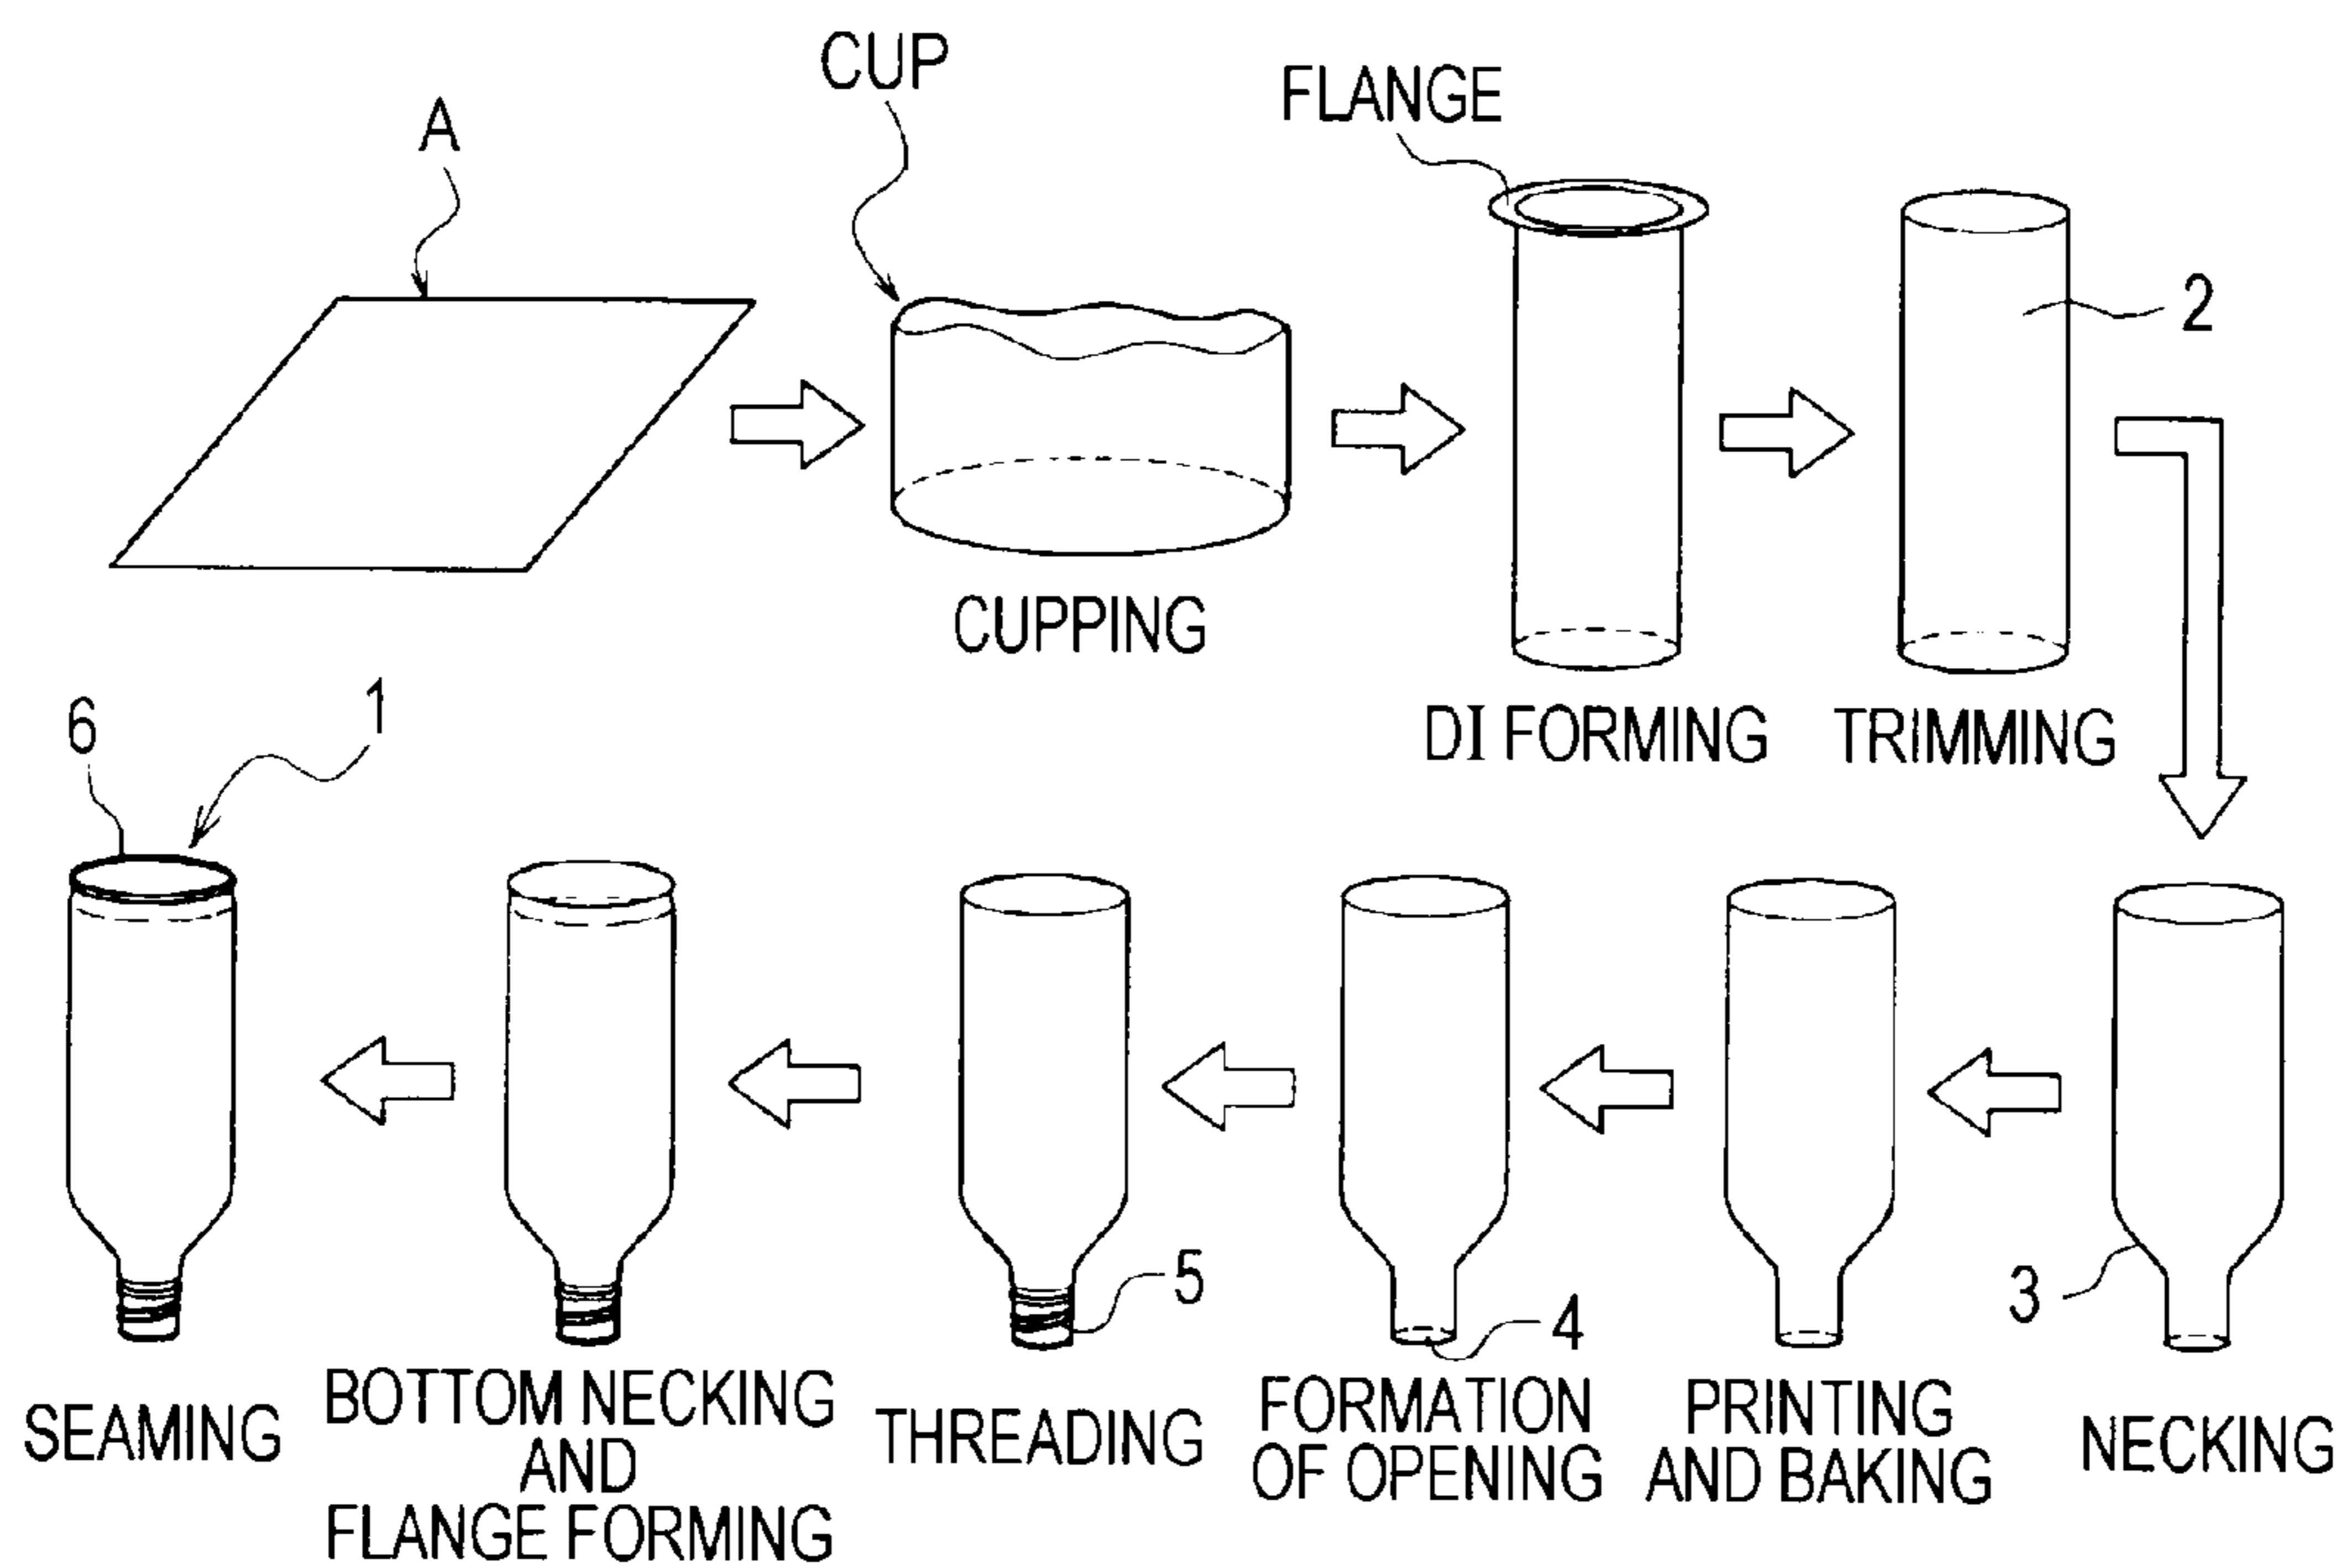 CUP
FLANGE
A
2
CUPPING
DI FORMING
TRIMMING
6
1
5
4
3
SEAMING
BOTTOM NECKING
AND
FLANGE FORMING
THREADING
FORMATION
OF OPENING
PRINTING
AND BAKING
NECKING